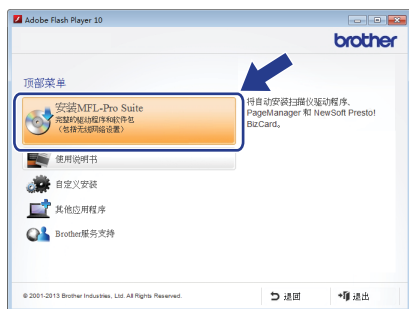 Adobe Flash Player 10
brother
顶部菜单
安装MFL-Pro Suite
完整的驱动程序和软件包
（包括无线网络设置）
将自动安装扫描仪驱动程序、
PageManager 和 NewSoft Presto!
BizCard。
使用说明书
自定义安装
其他应用程序
Brother服务支持
© 2001-2013 Brother Industries, Ltd. All Rights Reserved.
返回
退出